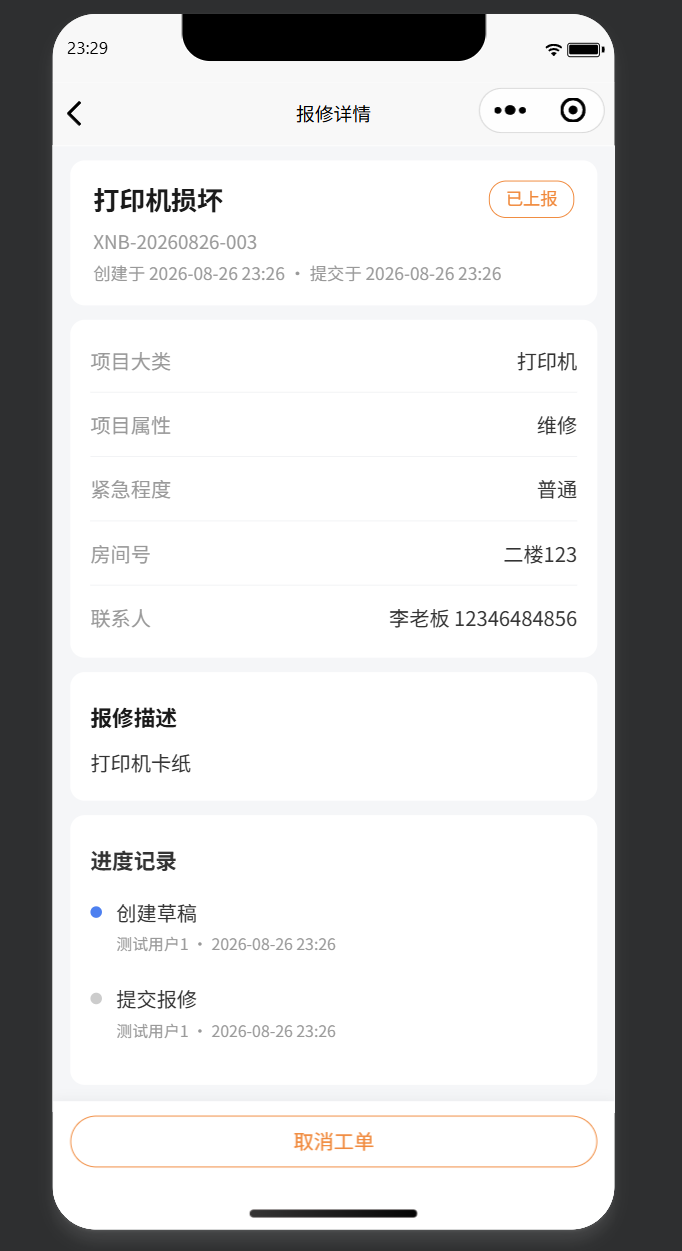 23:29
报修详情
打印机损坏
已上报
XNB-20260826-003
创建于 2026-08-26 23:26 · 提交于 2026-08-26 23:26
项目大类 打印机
项目属性 维修
紧急程度 普通
房间号 二楼123
联系人 李老板 12346484856
报修描述
打印机卡纸
进度记录
创建草稿
测试用户1 · 2026-08-26 23:26
提交报修
测试用户1 · 2026-08-26 23:26
取消工单